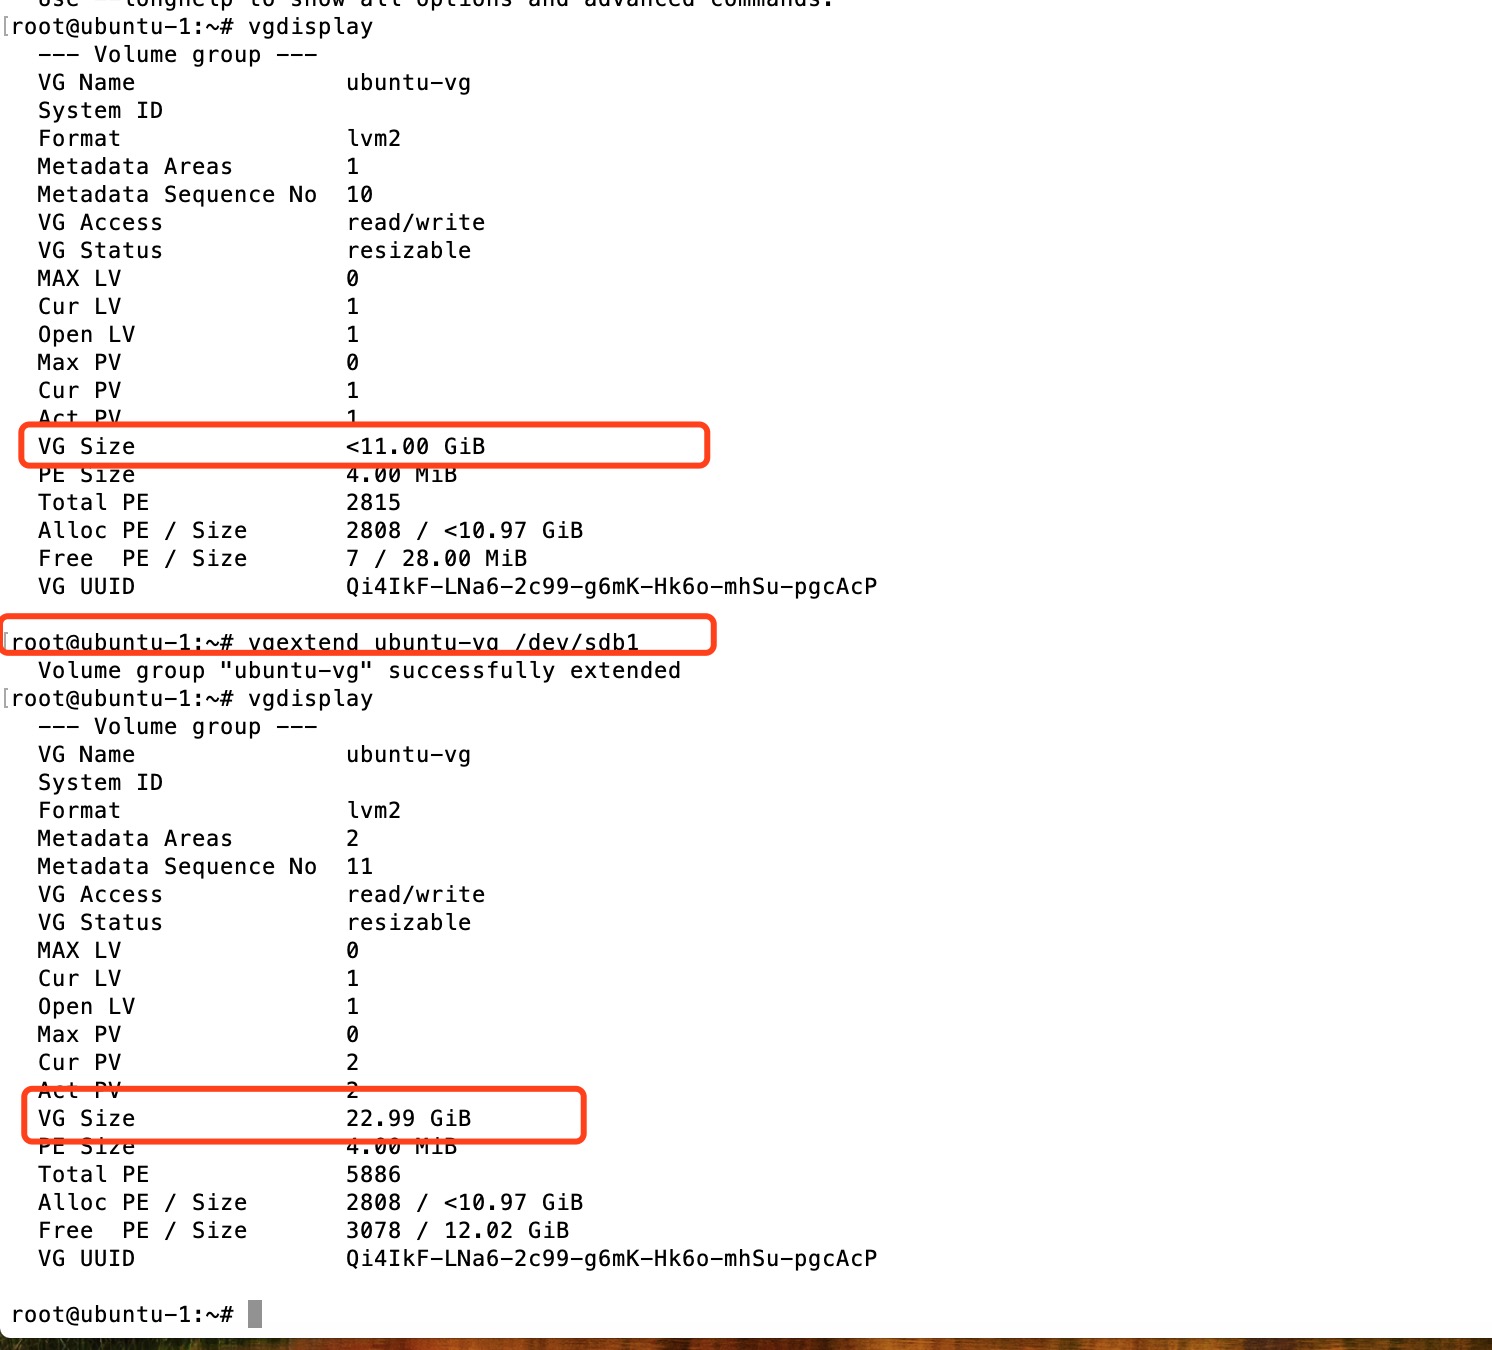 Use --longhelp to show all options and advanced commands.
[root@ubuntu-1:~# vgdisplay
--- Volume group ---
VG Name ubuntu-vg
System ID
Format lvm2
Metadata Areas 1
Metadata Sequence No 10
VG Access read/write
VG Status resizable
MAX LV 0
Cur LV 1
Open LV 1
Max PV 0
Cur PV 1
Act PV 1
VG Size <11.00 GiB
PE Size 4.00 MiB
Total PE 2815
Alloc PE / Size 2808 / <10.97 GiB
Free  PE / Size 7 / 28.00 MiB
VG UUID Qi4IkF-LNa6-2c99-g6mK-Hk6o-mhSu-pgcAcP
[root@ubuntu-1:~# vgextend ubuntu-vg /dev/sdb1
Volume group "ubuntu-vg" successfully extended
[root@ubuntu-1:~# vgdisplay
--- Volume group ---
VG Name ubuntu-vg
System ID
Format lvm2
Metadata Areas 2
Metadata Sequence No 11
VG Access read/write
VG Status resizable
MAX LV 0
Cur LV 1
Open LV 1
Max PV 0
Cur PV 2
Act PV 2
VG Size 22.99 GiB
PE Size 4.00 MiB
Total PE 5886
Alloc PE / Size 2808 / <10.97 GiB
Free  PE / Size 3078 / 12.02 GiB
VG UUID Qi4IkF-LNa6-2c99-g6mK-Hk6o-mhSu-pgcAcP
root@ubuntu-1:~#